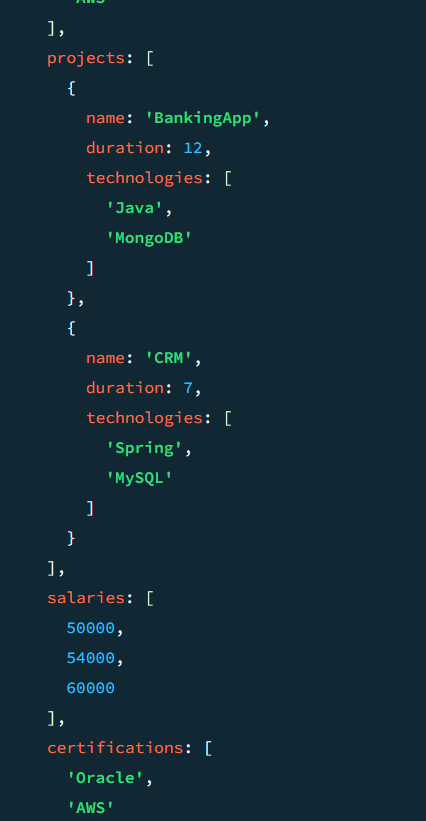 'AWS'
],
projects: [
{
name: 'BankingApp',
duration: 12,
technologies: [
'Java',
'MongoDB'
]
},
{
name: 'CRM',
duration: 7,
technologies: [
'Spring',
'MySQL'
]
}
],
salaries: [
50000,
54000,
60000
],
certifications: [
'Oracle',
'AWS'